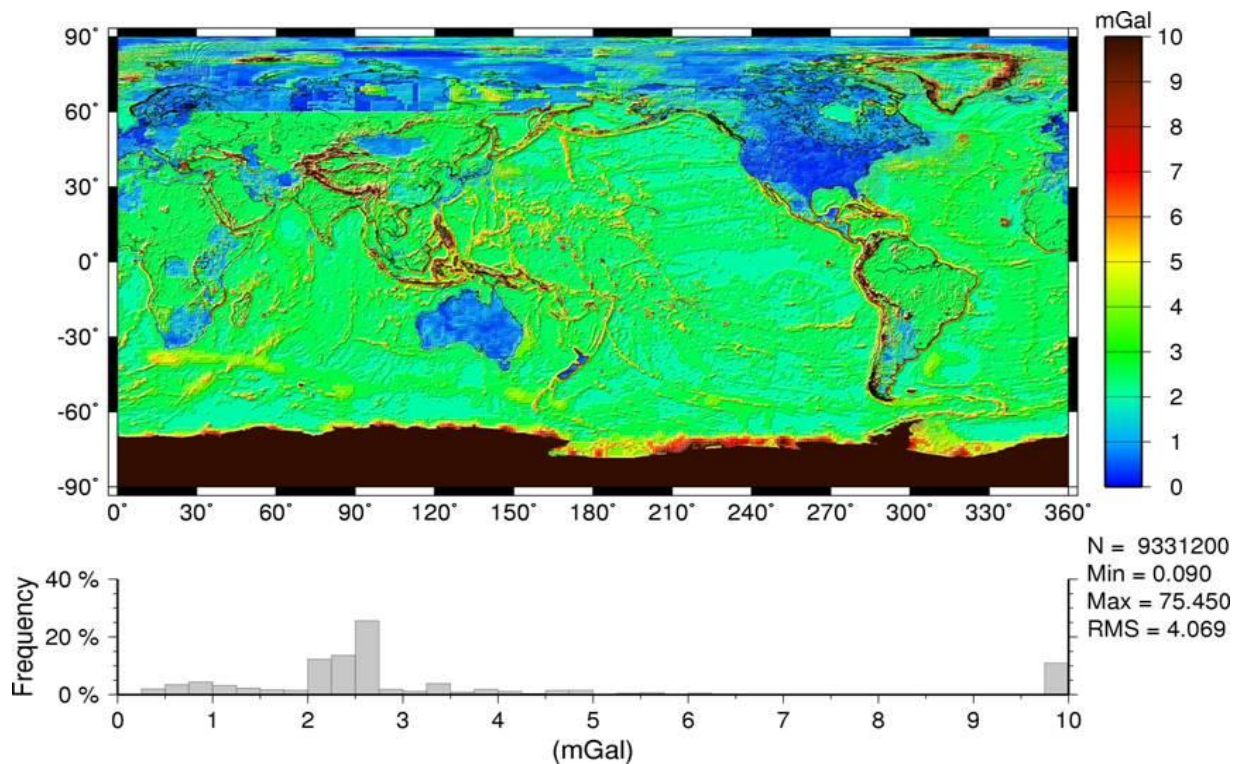 mGal
90°
60°
30°
0°
-30°
-60°
-90°
10
9
8
7
6
5
4
3
2
1
0
0° 30° 60° 90° 120° 150° 180° 210° 240° 270° 300° 330° 360°
N = 9331200
Min = 0.090
Max = 75.450
RMS = 4.069
Frequency
40 %
20 %
0 %
0 1 2 3 4 5 6 7 8 9 10
(mGal)